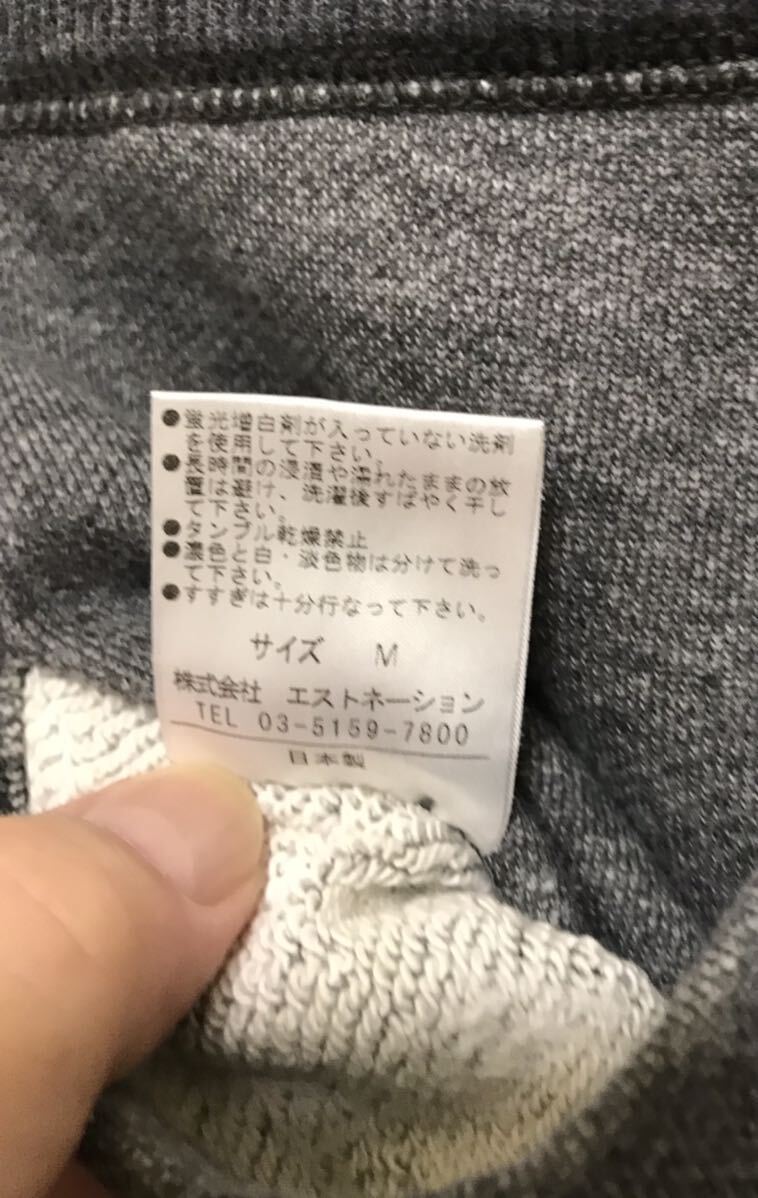 ●蛍光増白剤が入っていない洗剤
を使用して下さい。
●長時間の浸漬や濡れたままの放
置は避け、洗濯後すばやく干し
て下さい。
●タンブル乾燥禁止
●濃色と白・淡色物は分けて洗っ
て下さい。
●すすぎは十分行なって下さい。
サイズ M
株式会社 エストネーション
TEL 03-5159-7800
日本製